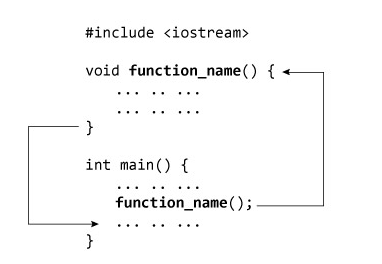 #include <iostream>
void function_name() {
... .. ...
... .. ...
}
int main() {
... .. ...
function_name();
... .. ...
}